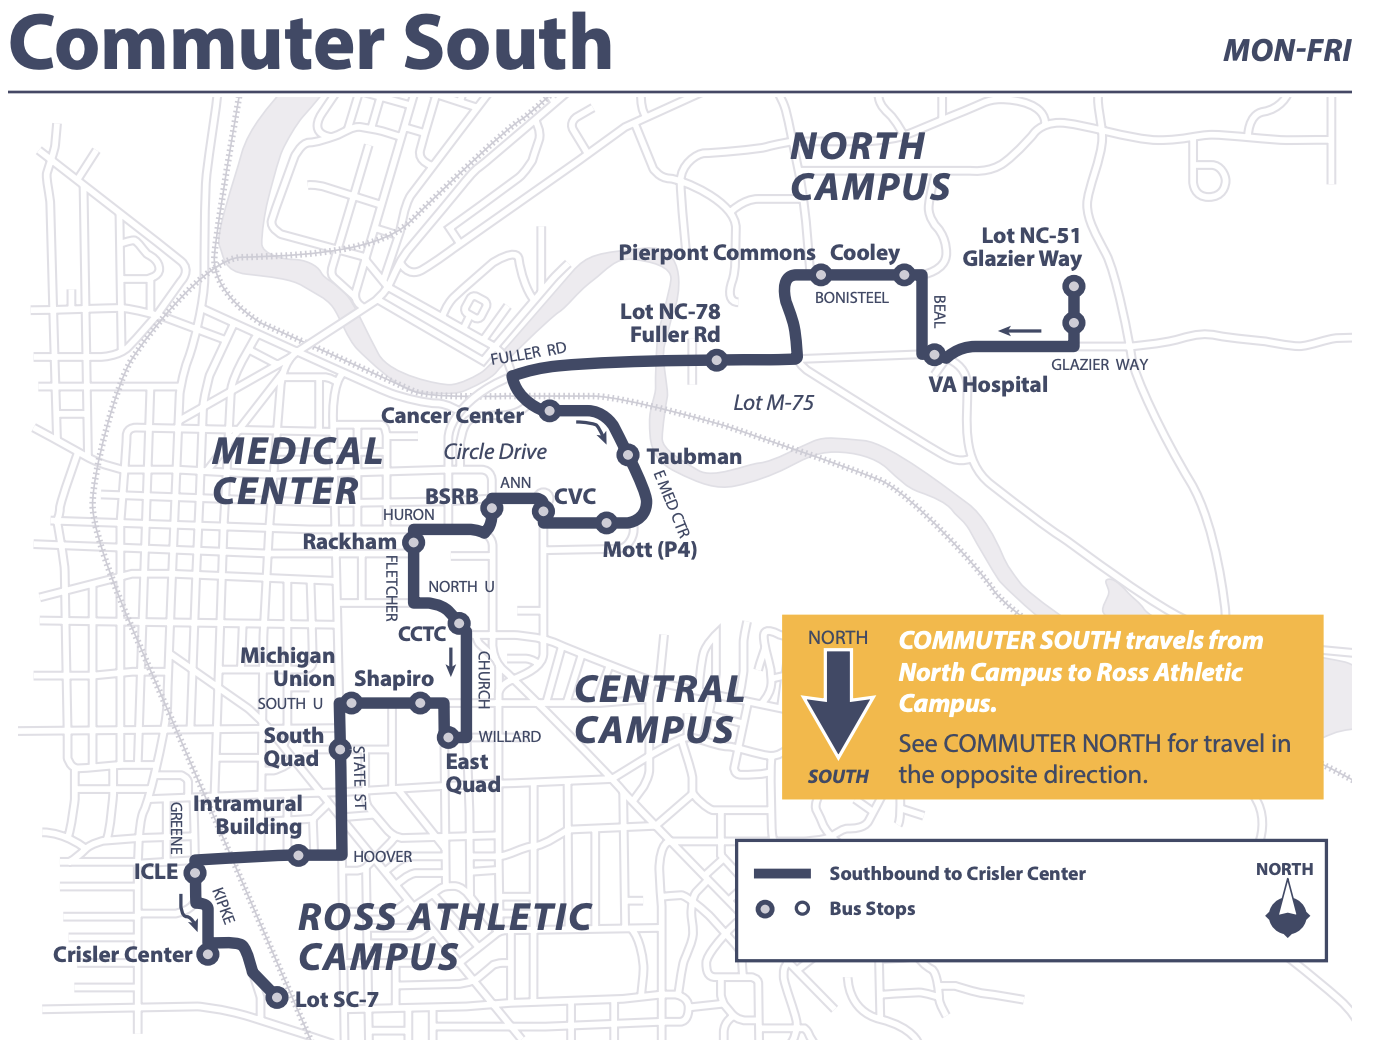 Commuter South
MON-FRI
NORTH
CAMPUS
Lot NC-51
Glazier Way
Pierpont Commons
Cooley
BONISTEEL
BEAL
Lot NC-78
Fuller Rd
FULLER RD
GLAZIER WAY
VA Hospital
Lot M-75
Cancer Center
Circle Drive
MEDICAL
CENTER
Taubman
E MED CTR
ANN
BSRB
CVC
HURON
Rackham
Mott (P4)
FLETCHER
NORTH U
CCTC
CHURCH
Michigan
Union
Shapiro
SOUTH U
CENTRAL
CAMPUS
South
Quad
WILLARD
East
Quad
STATE ST
Intramural
Building
GREENE
HOOVER
ICLE
KIPKE
ROSS ATHLETIC
CAMPUS
Crisler Center
Lot SC-7
NORTH
SOUTH
COMMUTER SOUTH travels from
North Campus to Ross Athletic
Campus.
See COMMUTER NORTH for travel in
the opposite direction.
Southbound to Crisler Center
Bus Stops
NORTH